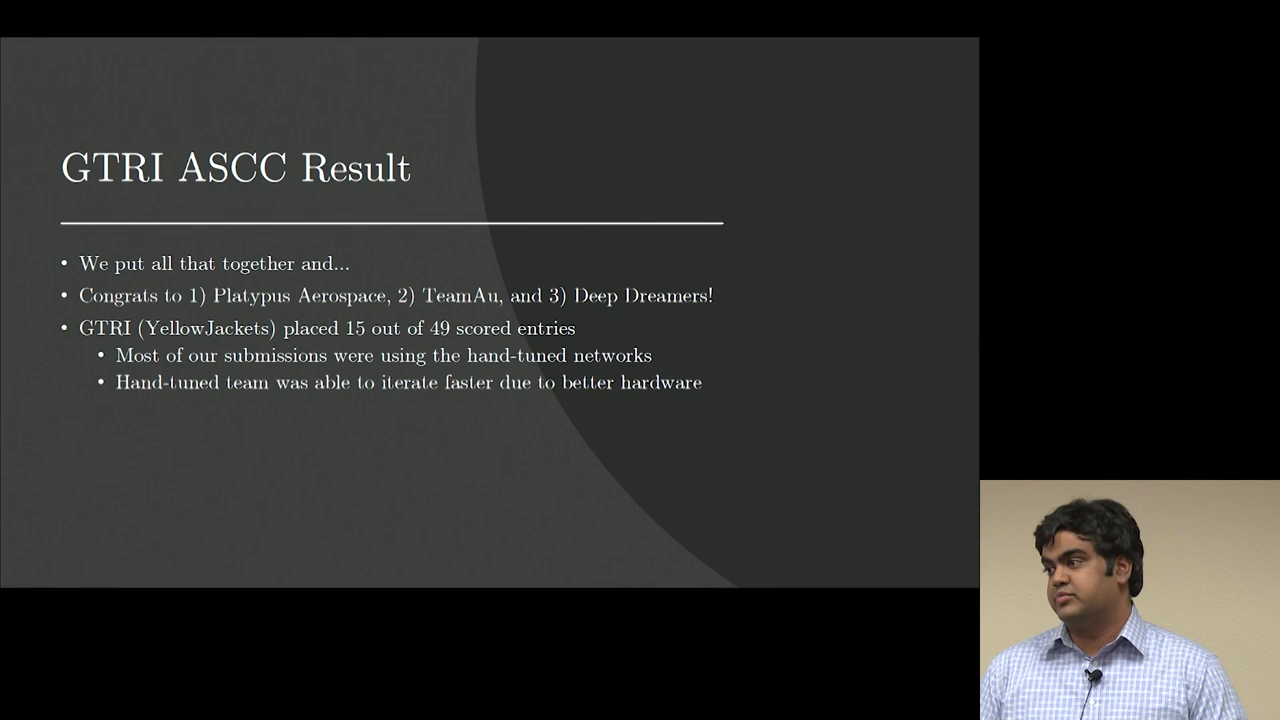 GTRI ASCC Result
• We put all that together and...
• Congrats to 1) Platypus Aerospace, 2) TeamAu, and 3) Deep Dreamers!
• GTRI (YellowJackets) placed 15 out of 49 scored entries
• Most of our submissions were using the hand-tuned networks
• Hand-tuned team was able to iterate faster due to better hardware